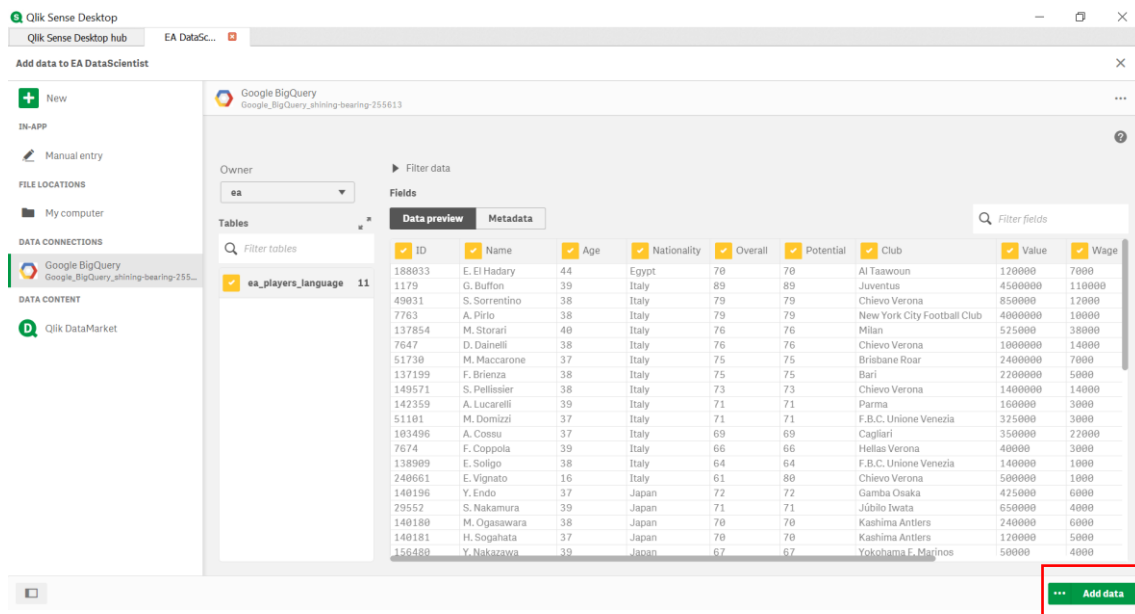 Qlik Sense Desktop
Qlik Sense Desktop hub EA DataSc...
Add data to EA DataScientist
New
IN-APP
Manual entry
FILE LOCATIONS
My computer
DATA CONNECTIONS
Google BigQuery
Google_BigQuery_shining-bearing-255...
DATA CONTENT
Qlik DataMarket
Google BigQuery
Google_BigQuery_shining-bearing-255613
Owner
ea
Tables
Filter tables
ea_players_language 11
Filter data
Fields
Data preview Metadata
Filter fields
ID Name Age Nationality Overall Potential Club Value Wage
188033 E. El Hadary 44 Egypt 70 70 Al Taawoun 120000 7000
1179 G. Buffon 39 Italy 89 89 Juventus 4500000 110000
49031 S. Sorrentino 38 Italy 79 79 Chievo Verona 850000 12000
7763 A. Pirlo 38 Italy 79 79 New York City Football Club 4000000 10000
137854 M. Storari 40 Italy 76 76 Milan 525000 38000
7647 D. Dainelli 38 Italy 76 76 Chievo Verona 1000000 14000
51730 M. Maccarone 37 Italy 75 75 Brisbane Roar 2400000 7000
137199 F. Brienza 38 Italy 75 75 Bari 2200000 5000
149571 S. Pellissier 38 Italy 73 73 Chievo Verona 1400000 14000
142359 A. Lucarelli 39 Italy 71 71 Parma 160000 3000
51101 M. Domizzi 37 Italy 71 71 F.B.C. Unione Venezia 325000 3000
103496 A. Cossu 37 Italy 69 69 Cagliari 350000 22000
7674 F. Coppola 39 Italy 66 66 Hellas Verona 40000 3000
138909 E. Soligo 38 Italy 64 64 F.B.C. Unione Venezia 140000 1000
240661 E. Vignato 16 Italy 61 80 Chievo Verona 500000 1000
140196 Y. Endo 37 Japan 72 72 Gamba Osaka 425000 6000
29552 S. Nakamura 39 Japan 71 71 Júbilo Iwata 650000 4000
140180 M. Ogasawara 38 Japan 70 70 Kashima Antlers 240000 6000
140181 H. Sogahata 37 Japan 70 70 Kashima Antlers 120000 5000
156480 Y. Nakazawa 39 Japan 67 67 Yokohama F. Marinos 50000 4000
Add data